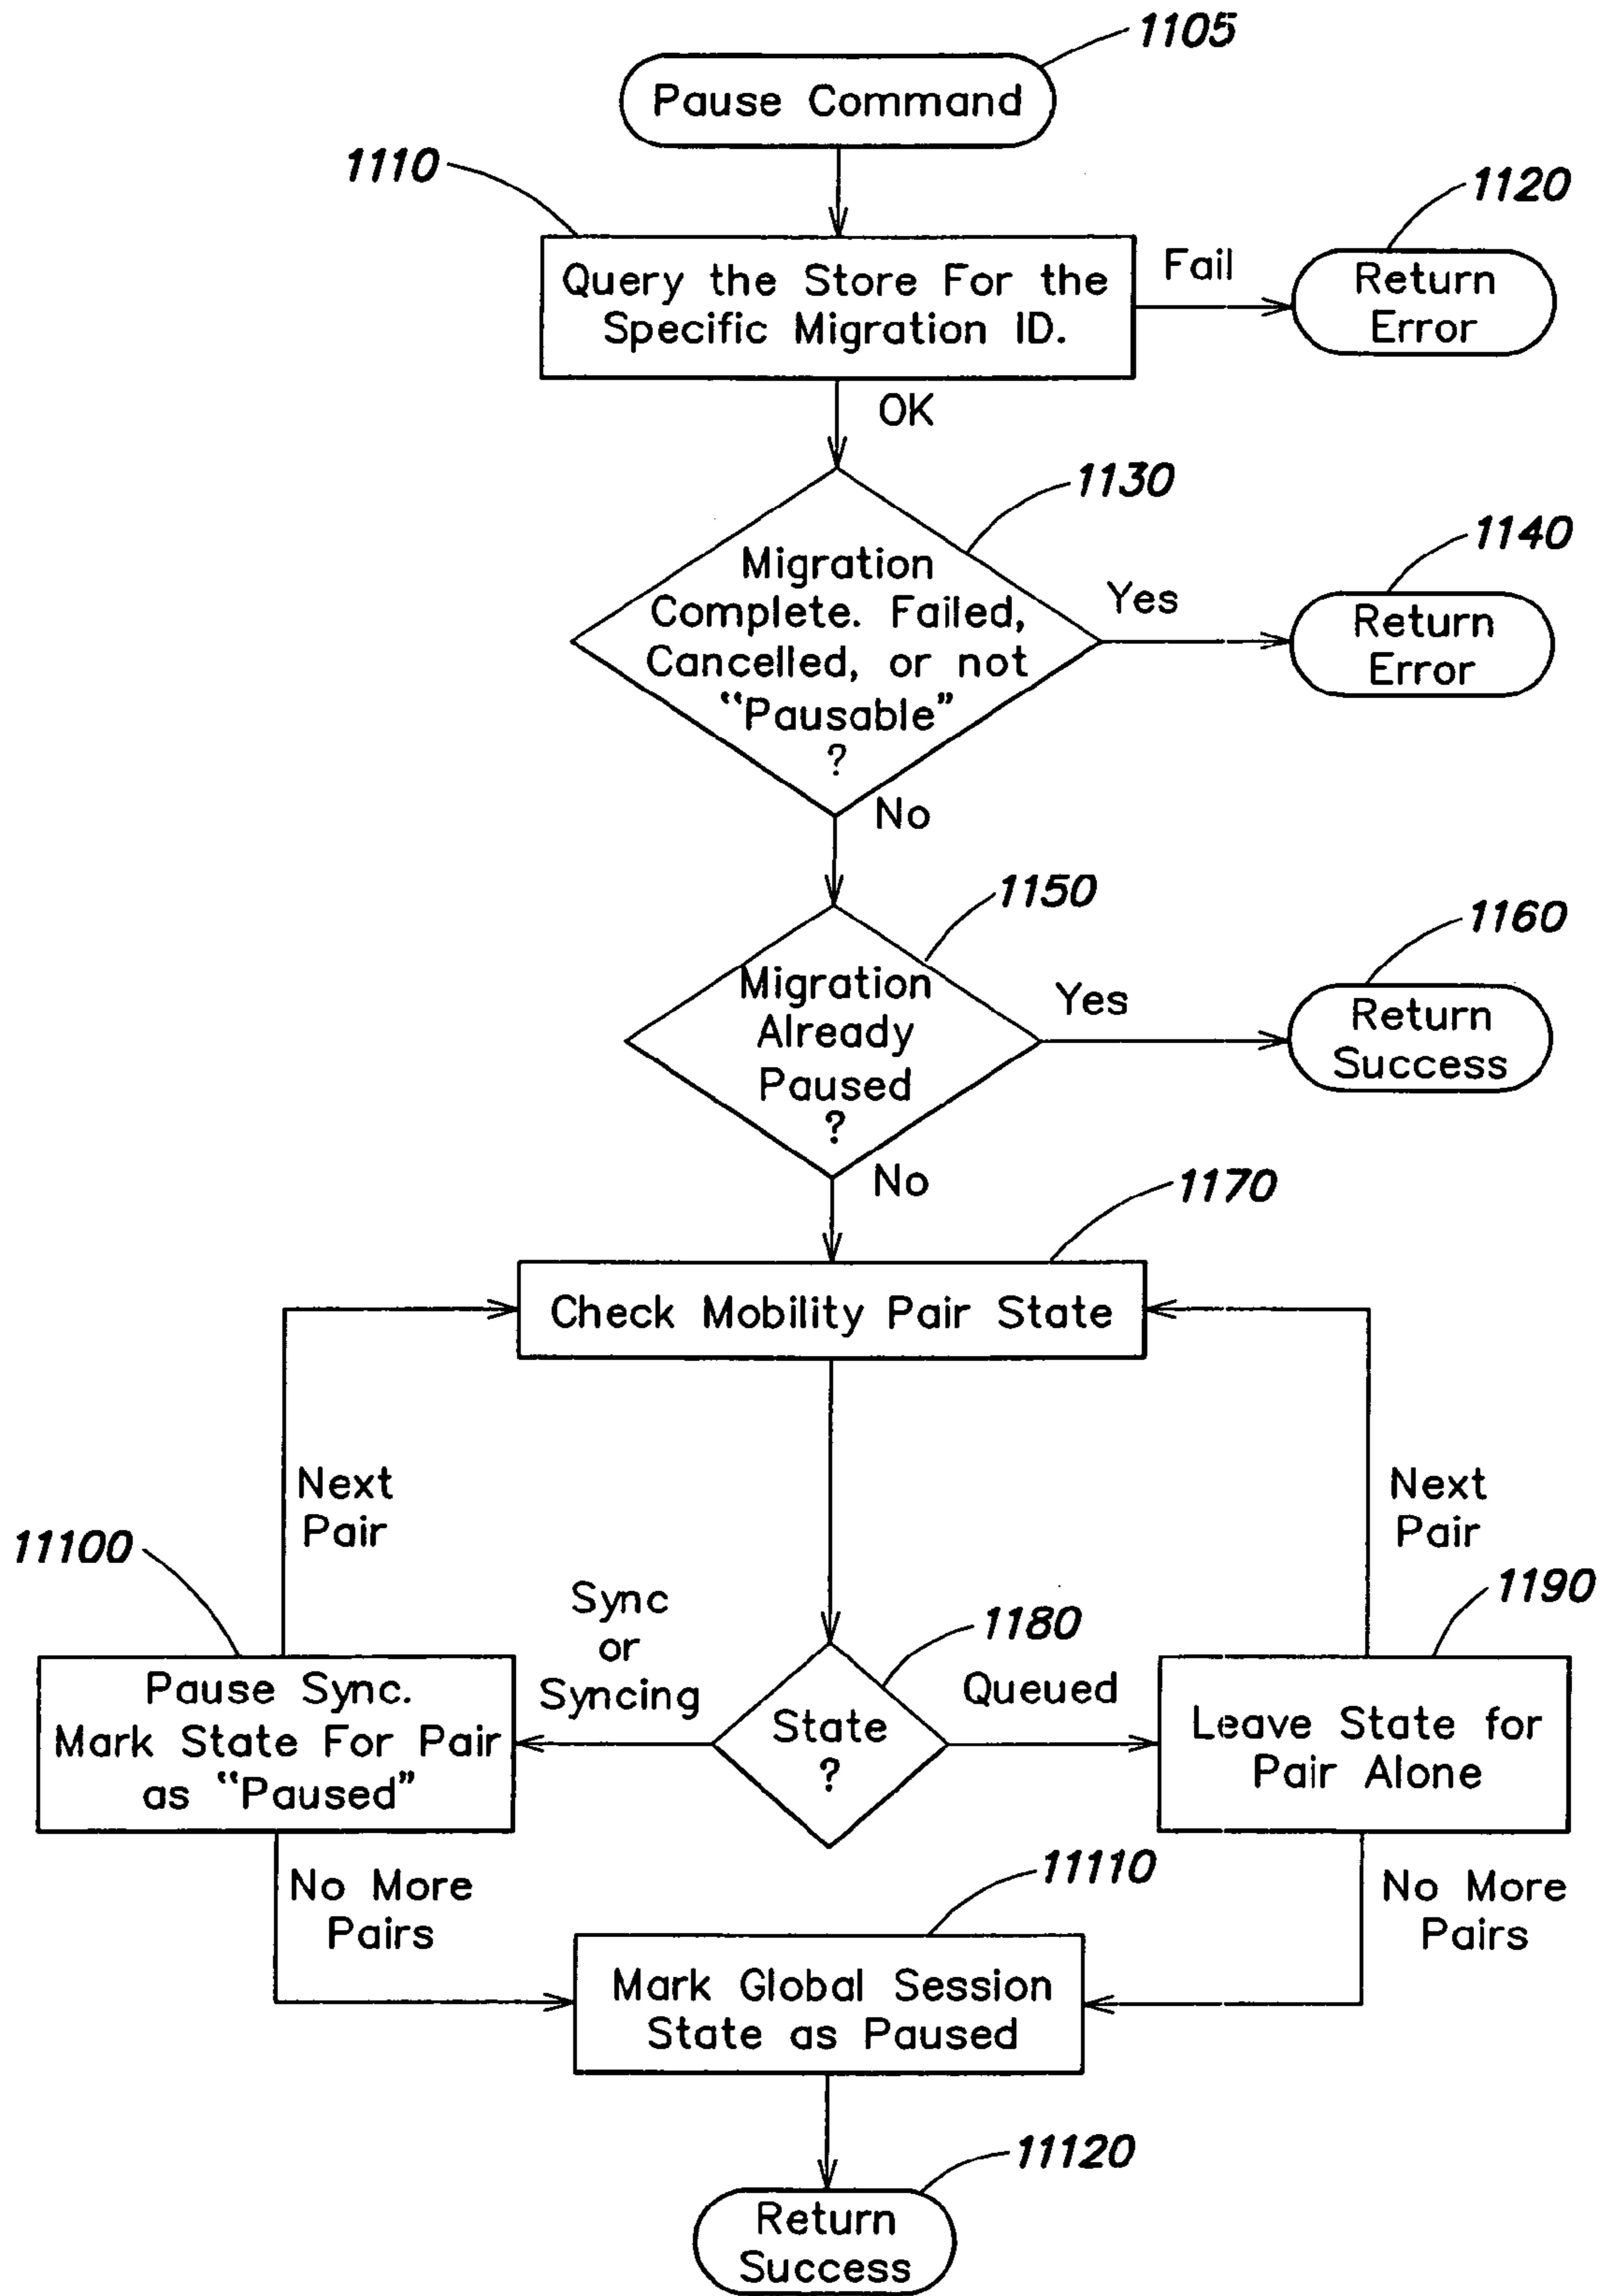 1105
Pause Command
1110
1120
Query the Store For the
Specific Migration ID.
Fail
Return
Error
OK
1130
1140
Migration
Complete. Failed,
Cancelled, or not
“Pausable”
?
Yes
Return
Error
No
1150
1160
Migration
Already
Paused
?
Yes
Return
Success
No
1170
Check Mobility Pair State
Next
Pair
Next
Pair
11100
1190
Sync
or
Syncing
1180
Queued
Pause Sync.
Mark State For Pair
as “Paused”
State
?
Leave State for
Pair Alone
No More
Pairs
11110
No More
Pairs
Mark Global Session
State as Paused
11120
Return
Success